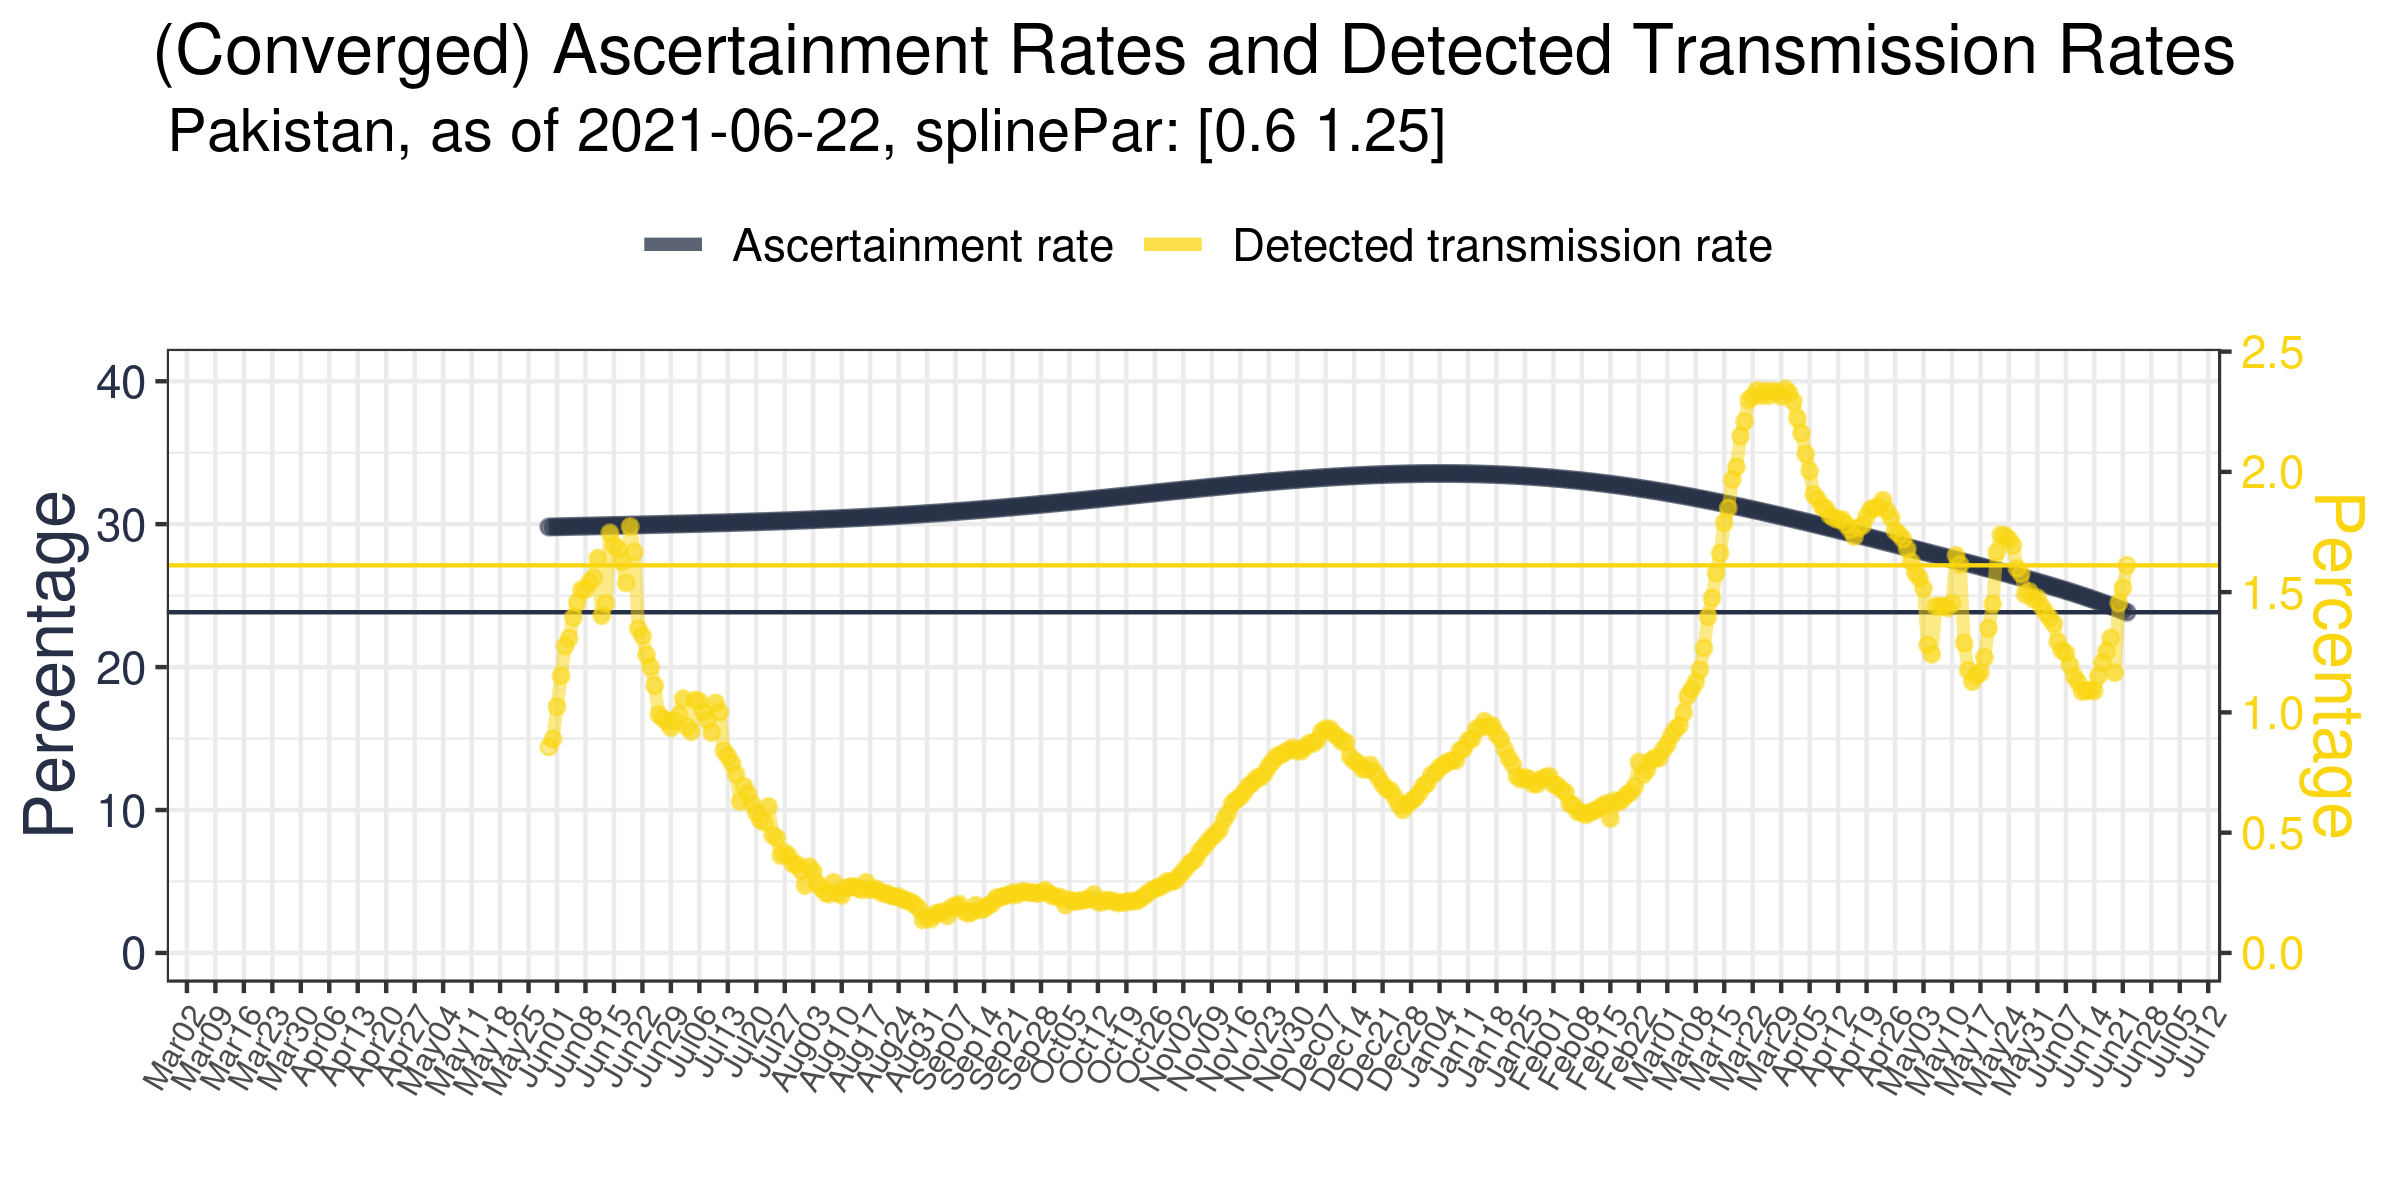 (Converged) Ascertainment Rates and Detected Transmission Rates
Pakistan, as of 2021-06-22, splinePar: [0.6 1.25]
Ascertainment rate
Detected transmission rate
Percentage
40
30
20
10
0
2.5
2.0
1.5
1.0
0.5
0.0
Percentage
Mar02
Mar09
Mar16
Mar23
Mar30
Apr06
Apr13
Apr20
Apr27
May04
May11
May18
May25
Jun01
Jun08
Jun15
Jun22
Jun29
Jul06
Jul13
Jul20
Jul27
Aug03
Aug10
Aug17
Aug24
Aug31
Sep07
Sep14
Sep21
Sep28
Oct05
Oct12
Oct19
Oct26
Nov02
Nov09
Nov16
Nov23
Nov30
Dec07
Dec14
Dec21
Dec28
Jan04
Jan11
Jan18
Jan25
Feb01
Feb08
Feb15
Feb22
Mar01
Mar08
Mar15
Mar22
Mar29
Apr05
Apr12
Apr19
Apr26
May03
May10
May17
May24
May31
Jun07
Jun14
Jun21
Jun28
Jul05
Jul12